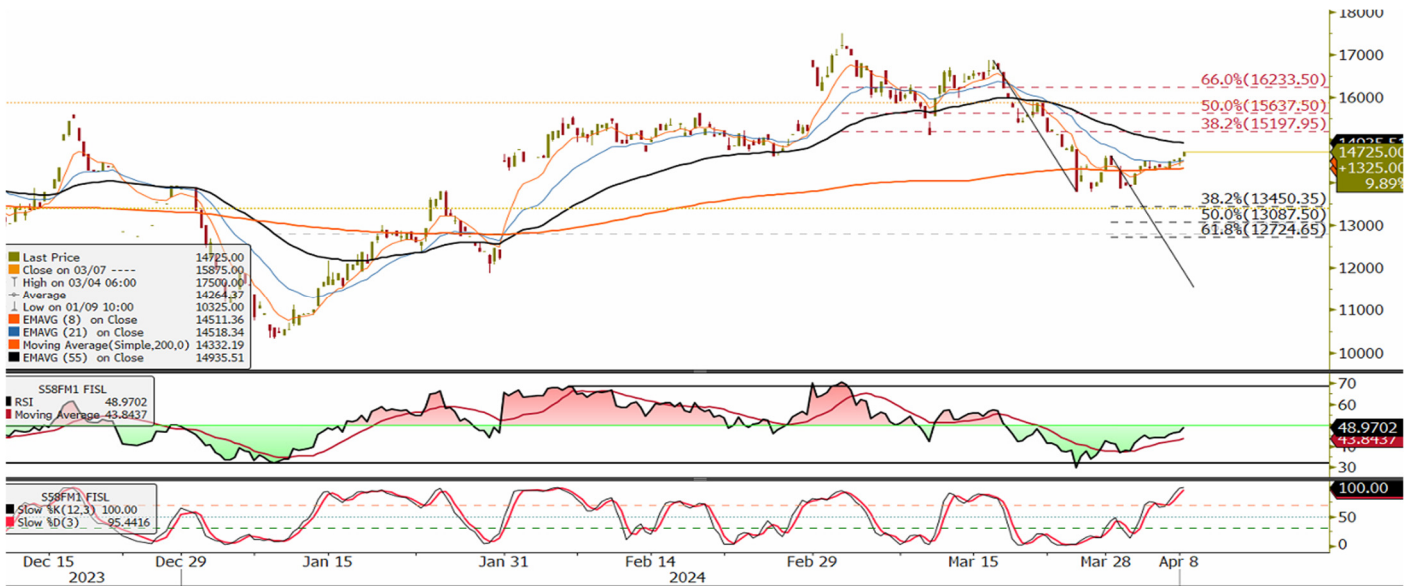 18000
17000
66.0%(16233.50)
16000
50.0%(15637.50)
38.2%(15197.95)
14935.51
14725.00
+1325.00
9.89%
38.2%(13450.35)
13000
50.0%(13087.50)
61.8%(12724.65)
12000
11000
10000
Last Price 14725.00
Close on 03/07 ---- 15875.00
High on 03/04 06:00 17500.00
Average 14264.37
Low on 01/09 10:00 10325.00
EMAVG (8) on Close 14511.36
EMAVG (21) on Close 14518.34
Moving Average(Simple,200,0) 14332.19
EMAVG (55) on Close 14935.51
S58FM1 FISL
RSI 48.9702
Moving Average 43.8437
70
60
48.9702
43.8437
40
30
S58FM1 FISL
Slow %K(12,3) 100.00
Slow %D(3) 95.4416
100.00
50
0
Dec 15 Dec 29 Jan 15 Jan 31 Feb 14 Feb 29 Mar 15 Mar 28 Apr 8
2023 2024